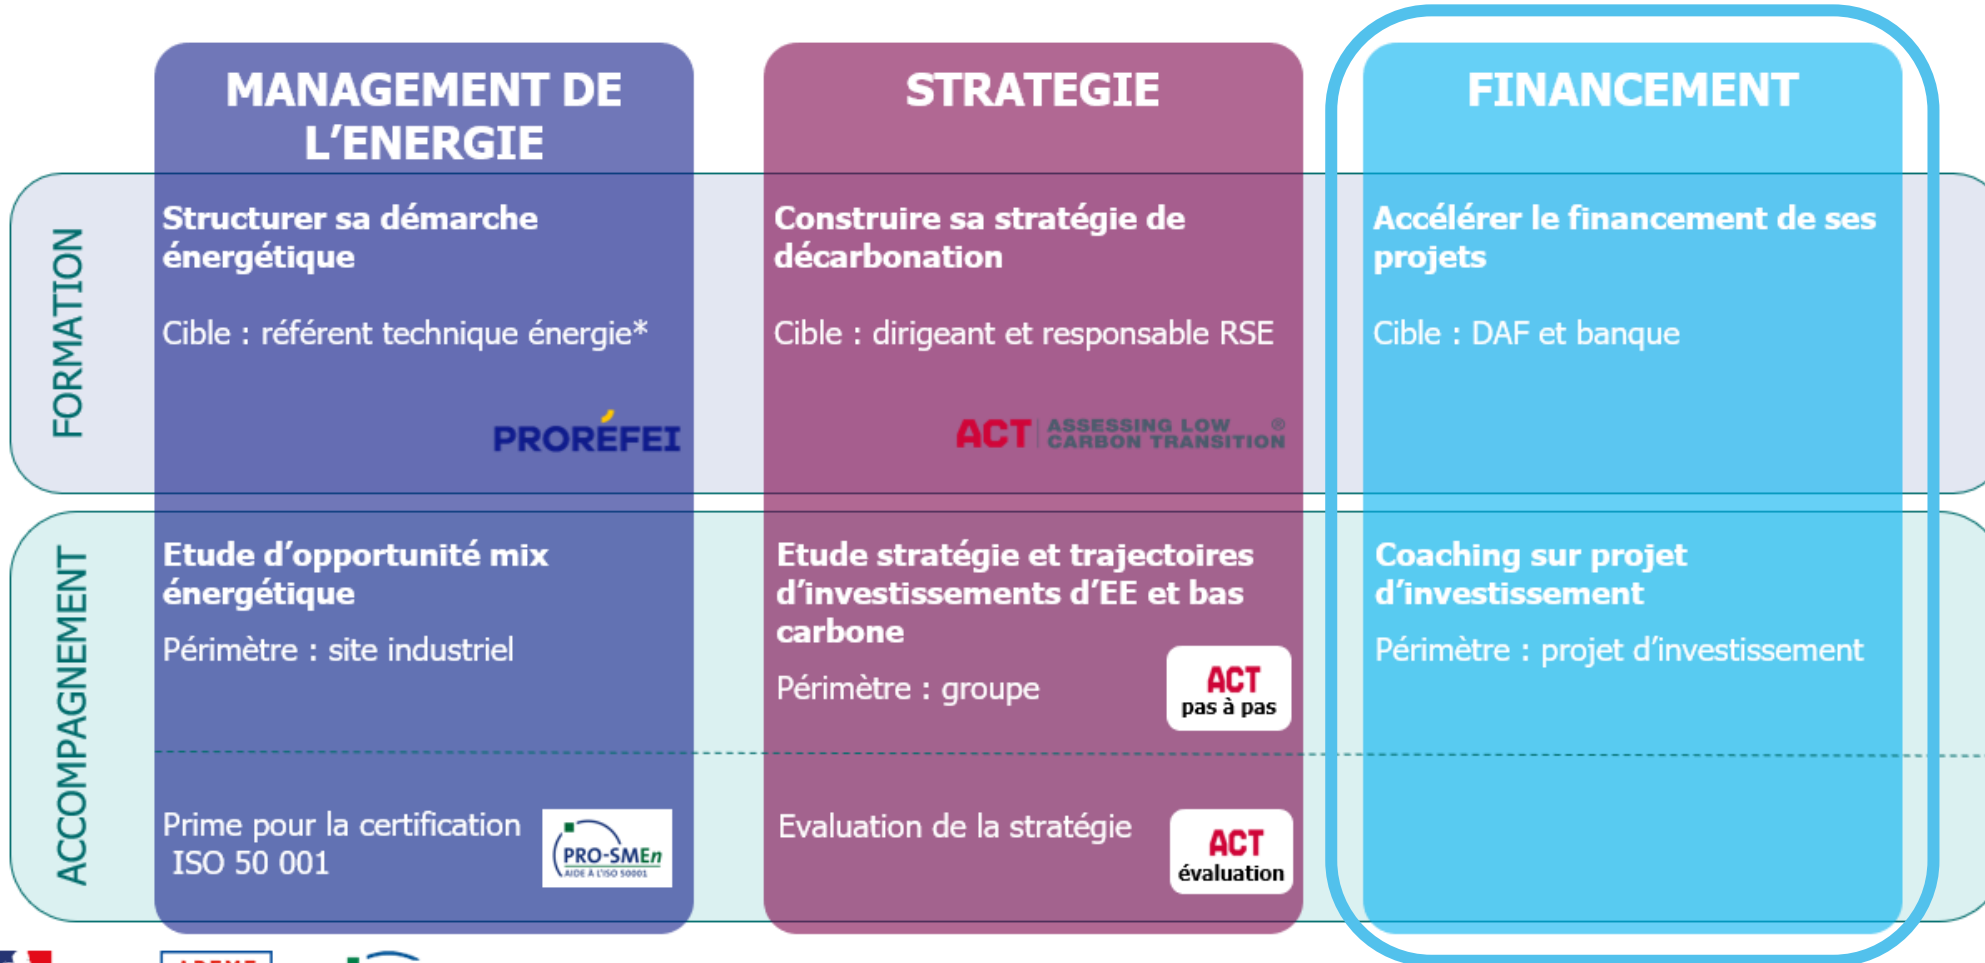 MANAGEMENT DE
L'ENERGIE
STRATEGIE
FINANCEMENT
FORMATION
Structurer sa démarche
énergétique
Cible : référent technique énergie*
PRORÉFEI
Construire sa stratégie de
décarbonation
Cible : dirigeant et responsable RSE
ACT ASSESSING LOW ®
CARBON TRANSITION
Accélérer le financement de ses
projets
Cible : DAF et banque
ACCOMPAGNEMENT
Etude d'opportunité mix
énergétique
Périmètre : site industriel
Etude stratégie et trajectoires
d'investissements d'EE et bas
carbone
Périmètre : groupe
ACT
pas à pas
Coaching sur projet
d'investissement
Périmètre : projet d'investissement
Prime pour la certification
ISO 50 001
PRO-SMEn
AIDE À L'ISO 50001
Evaluation de la stratégie
ACT
évaluation